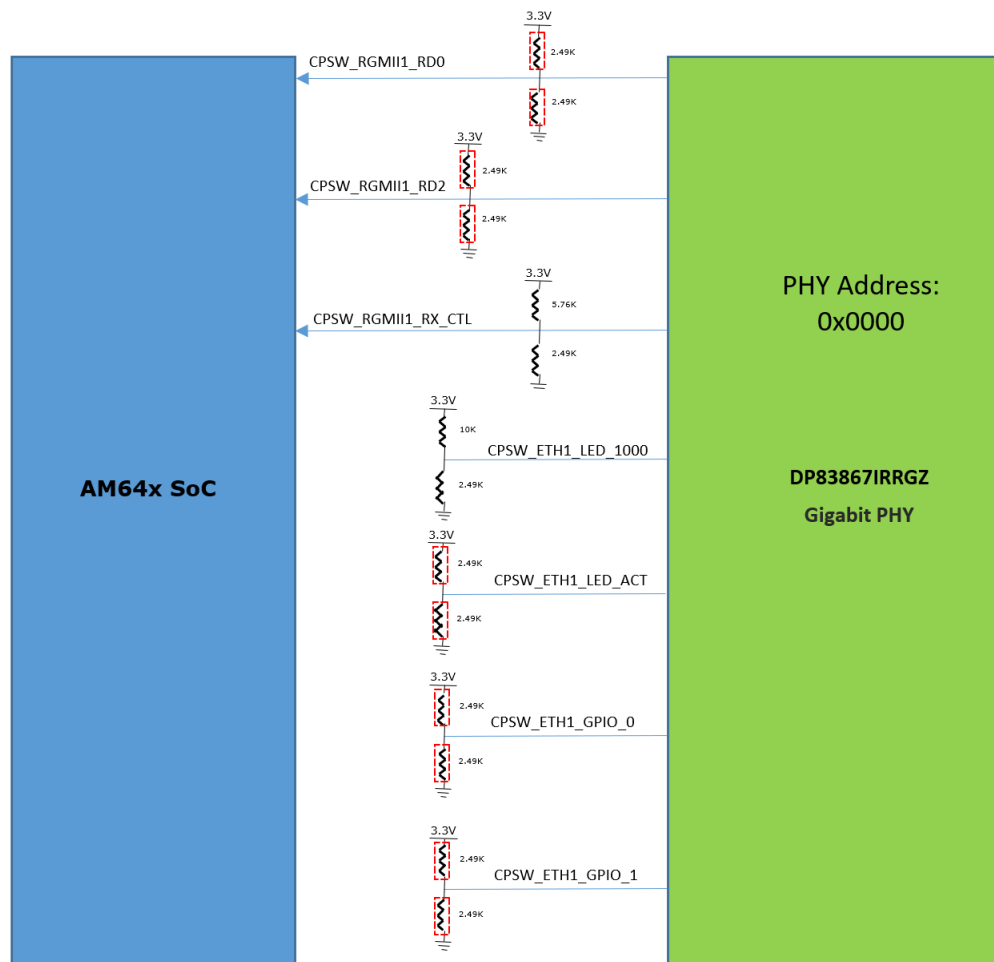 3.3V
2.49K
CPSW_RGMII1_RD0
2.49K
3.3V
2.49K
CPSW_RGMII1_RD2
2.49K
3.3V
5.76K
CPSW_RGMII1_RX_CTL
2.49K
PHY Address:
0x0000
3.3V
10K
CPSW_ETH1_LED_1000
2.49K
AM64x SoC
DP83867IRRGZ
Gigabit PHY
3.3V
2.49K
CPSW_ETH1_LED_ACT
2.49K
3.3V
2.49K
CPSW_ETH1_GPIO_0
2.49K
3.3V
2.49K
CPSW_ETH1_GPIO_1
2.49K